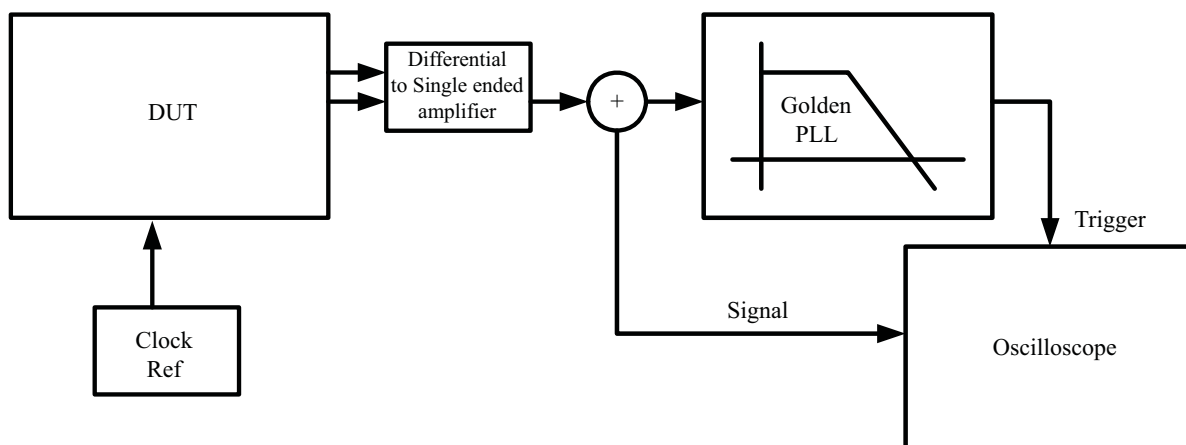 DUT
Differential
to Single ended
amplifier
+
Golden
PLL
Trigger
Clock
Ref
Signal
Oscilloscope